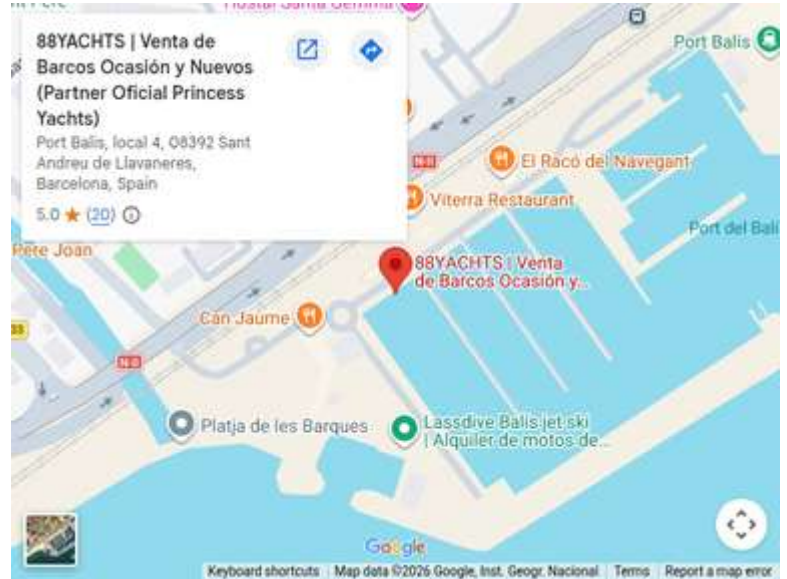 Hostal Santa Gemma
88YACHTS | Venta de
Barcos Ocasión y Nuevos
(Partner Oficial Princess
Yachts)
Port Balis, local 4, 08392 Sant
Andreu de Llavaneres,
Barcelona, Spain
5.0 ★ (20)
Port Balis
N-II
El Racó del Navegant
Viterra Restaurant
Port del Bali
Pere Joan
88YACHTS | Venta
de Barcos Ocasión y...
Can Jaume
N-II
Platja de les Barques
Lassdive Balis jet ski
| Alquiler de motos de...
Google
Keyboard shortcuts
Map data ©2026 Google, Inst. Geogr. Nacional
Terms
Report a map error